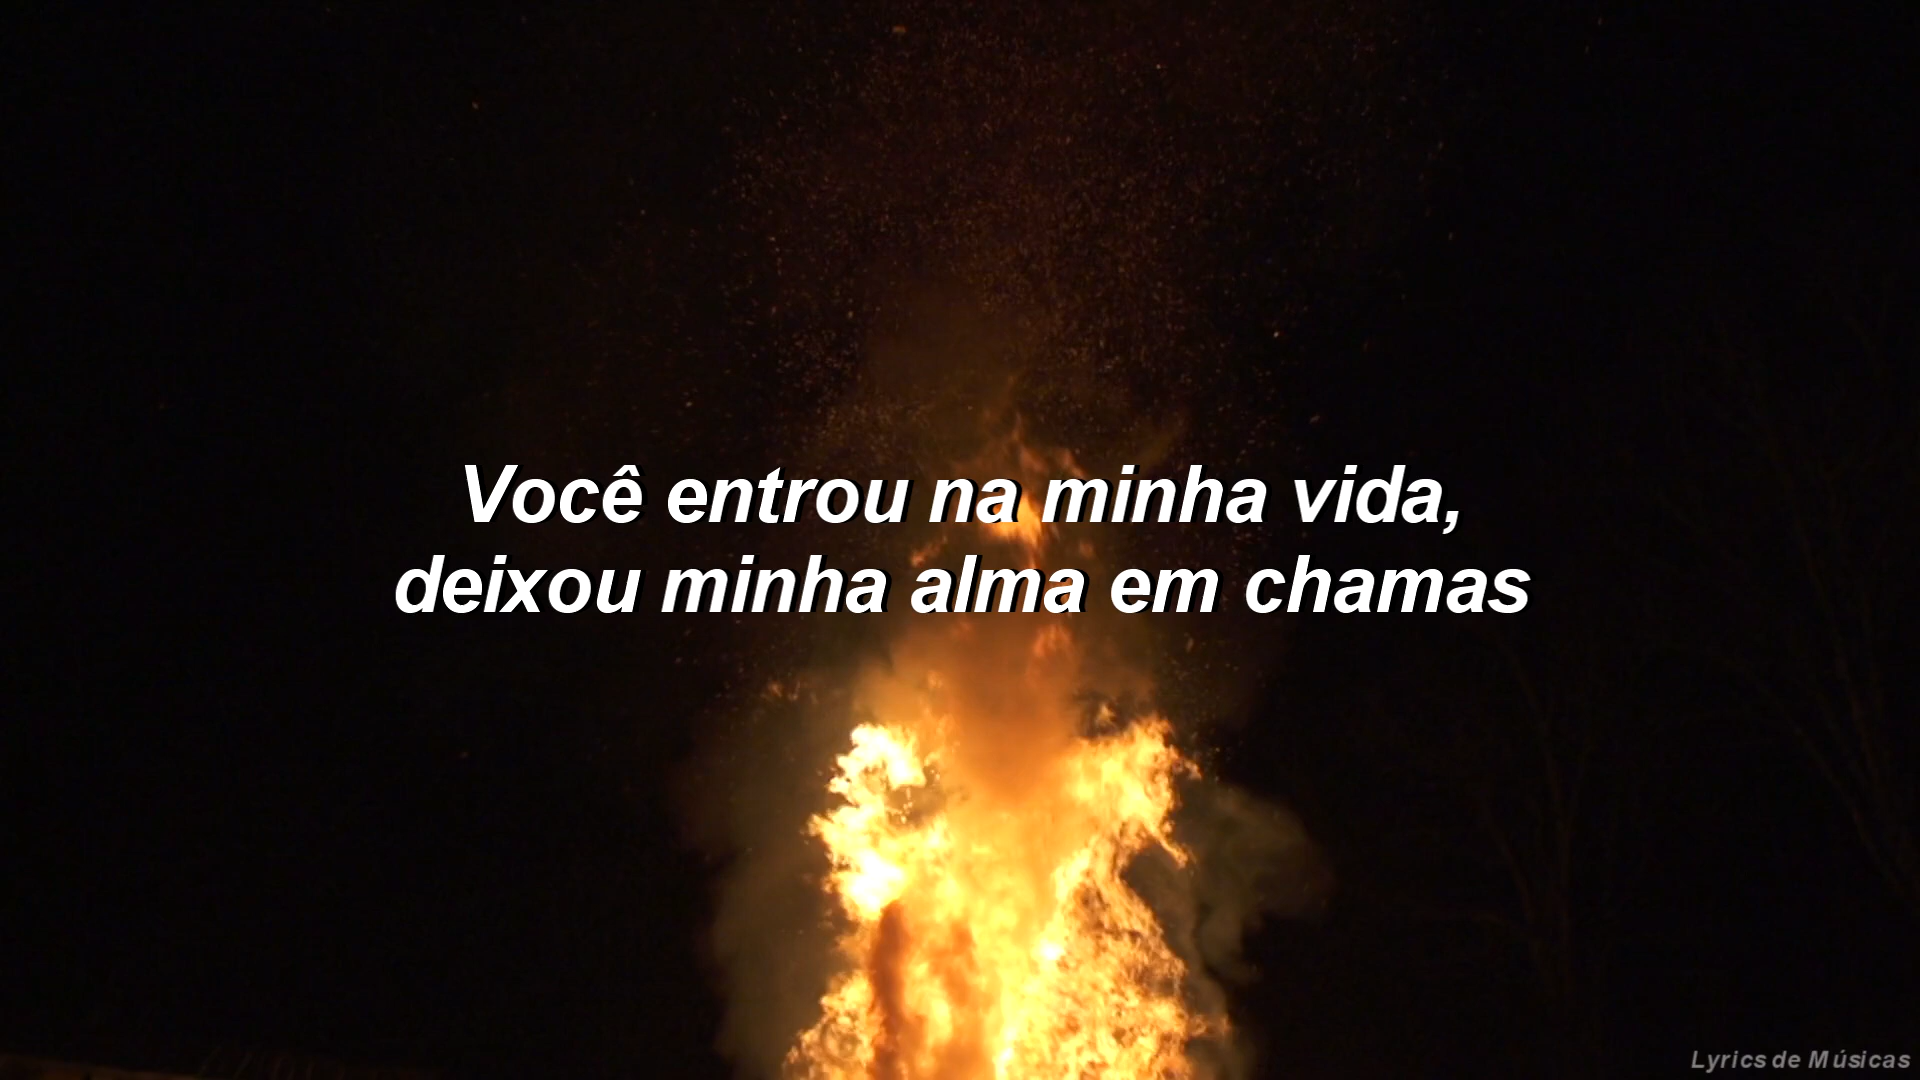 Você entrou na minha vida,
deixou minha alma em chamas
Lyrics de Músicas